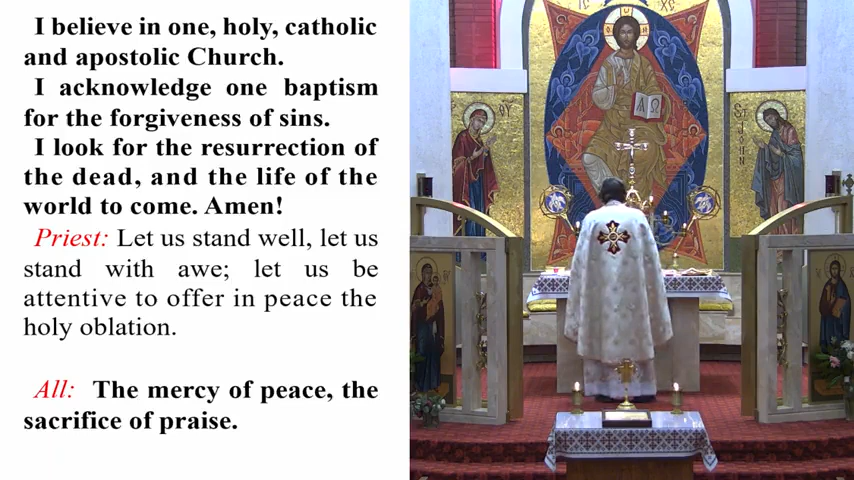 I believe in one, holy, catholic
and apostolic Church.
I acknowledge one baptism
for the forgiveness of sins.
I look for the resurrection of
the dead, and the life of the
world to come. Amen!
Priest: Let us stand well, let us
stand with awe; let us be
attentive to offer in peace the
holy oblation.
All: The mercy of peace, the
sacrifice of praise.
IC XC
ΟΥ
ST JOHN
Α Ω